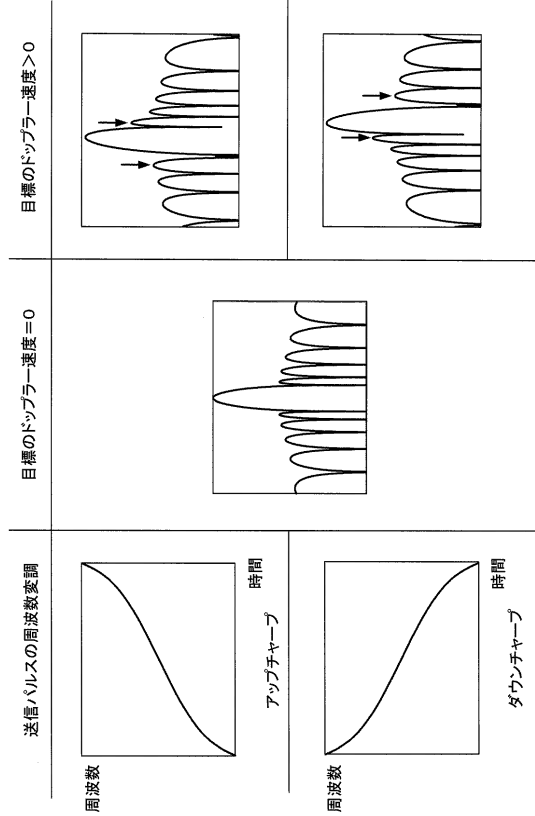 送信パルスの周波数変調
目標のドップラー速度=0
目標のドップラー速度>0
周波数
時間
アップチャープ
周波数
時間
ダウンチャープ